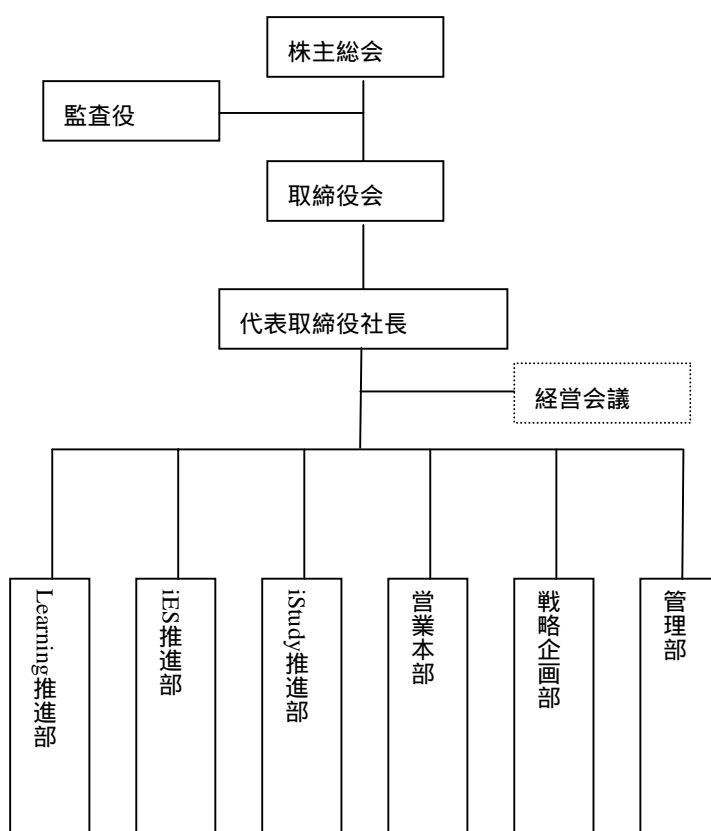 株主総会
監査役
取締役会
代表取締役社長
経営会議
Learning推進部
iES推進部
iStudy推進部
営業本部
戦略企画部
管理部